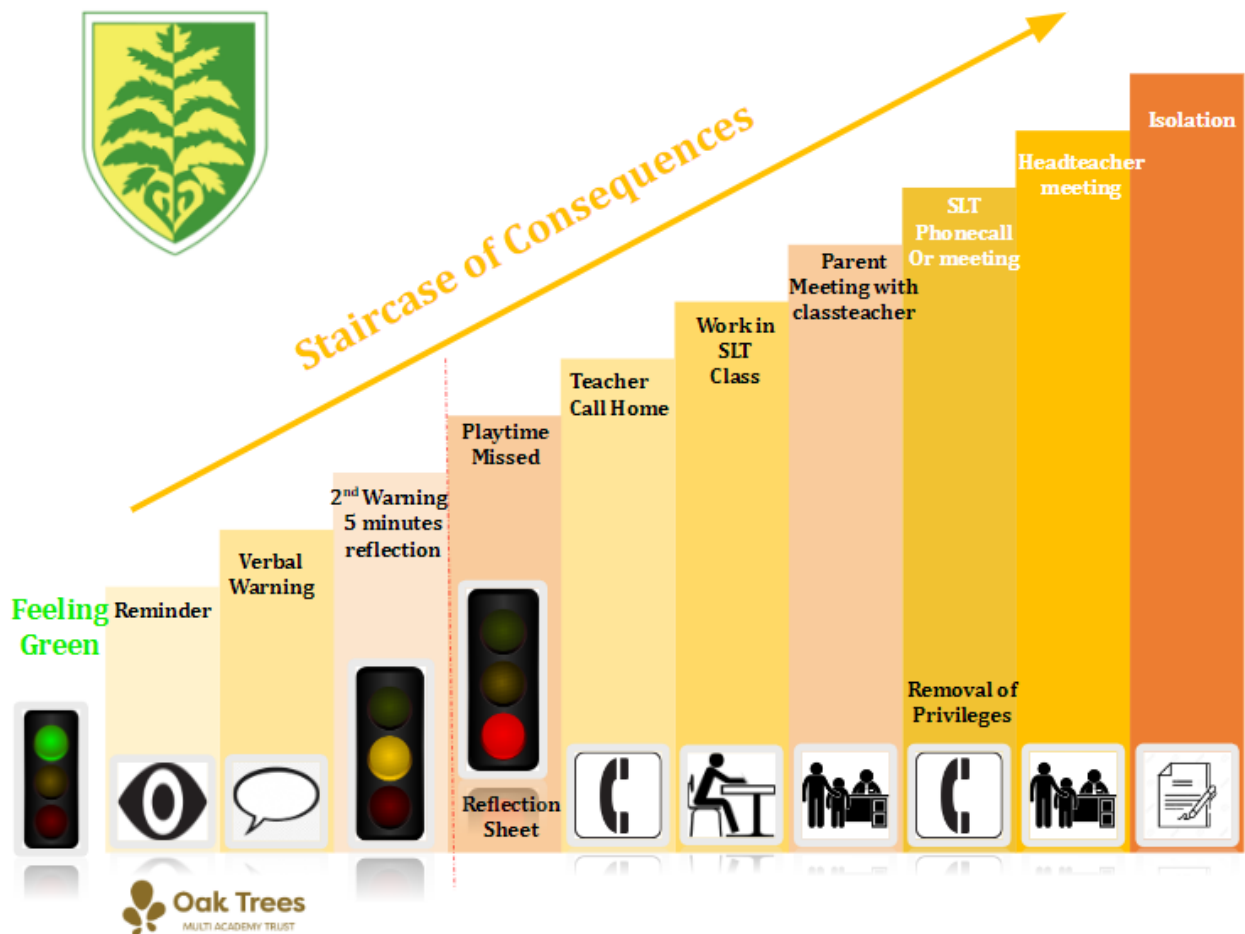 Staircase of Consequences
Feeling
Green
Reminder
Verbal
Warning
2nd Warning
5 minutes
reflection
Playtime
Missed
Reflection
Sheet
Teacher
Call Home
Work in
SLT
Class
Parent
Meeting with
classteacher
SLT
Phonecall
Or meeting
Removal of
Privileges
Headteacher
meeting
Isolation
Oak Trees
MULTI ACADEMY TRUST